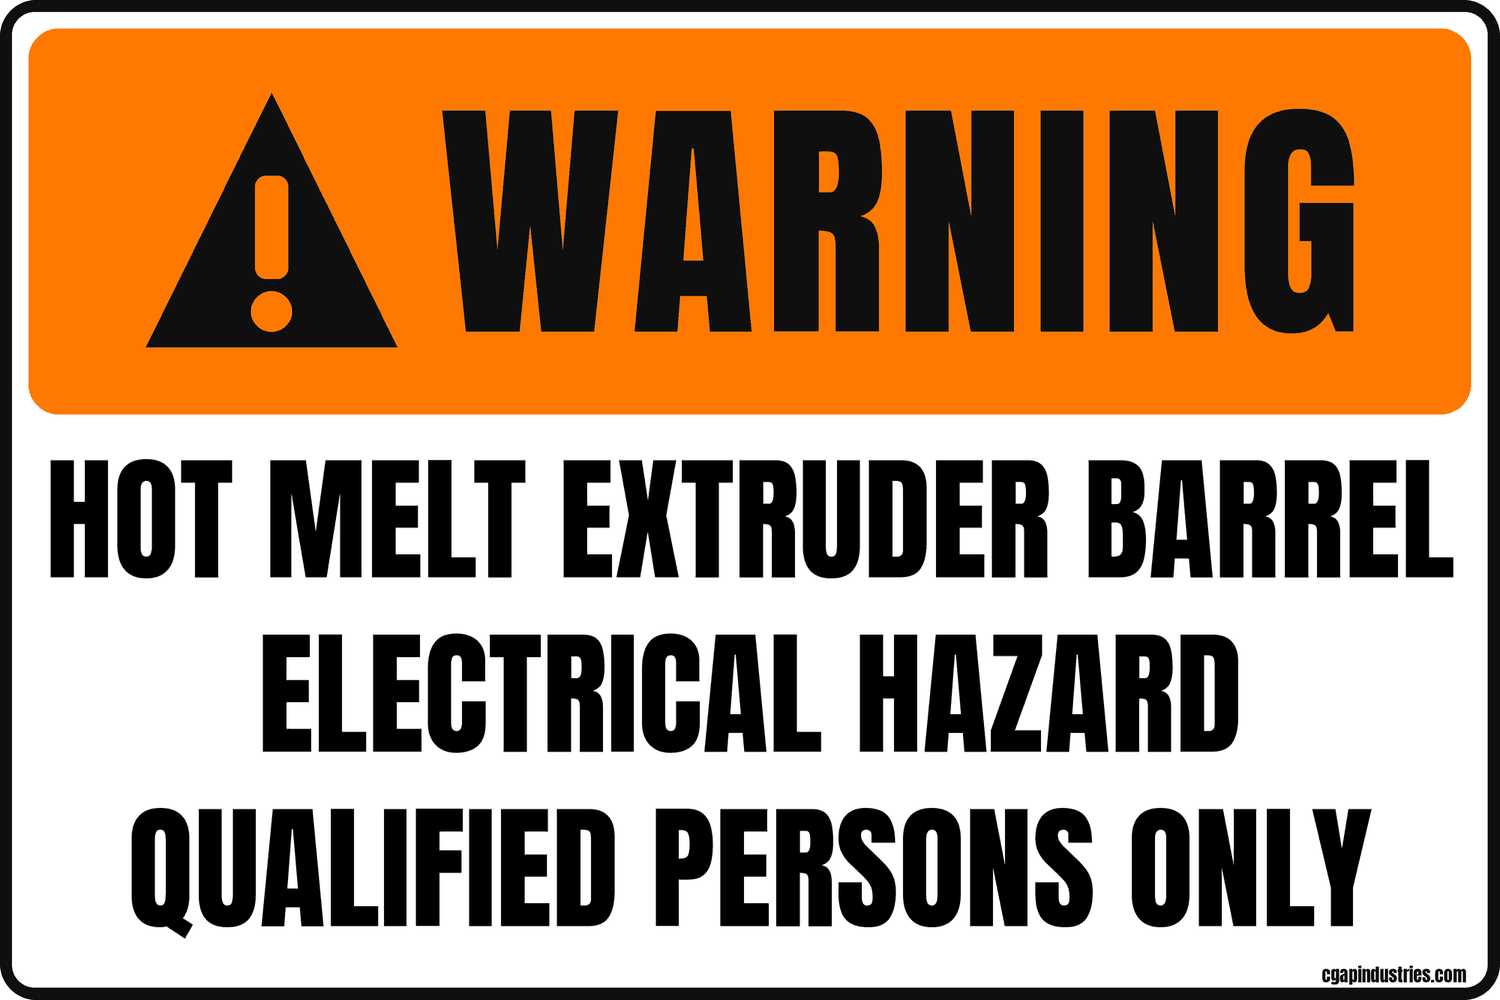 WARNING
HOT MELT EXTRUDER BARREL
ELECTRICAL HAZARD
QUALIFIED PERSONS ONLY
cgapindustries.com